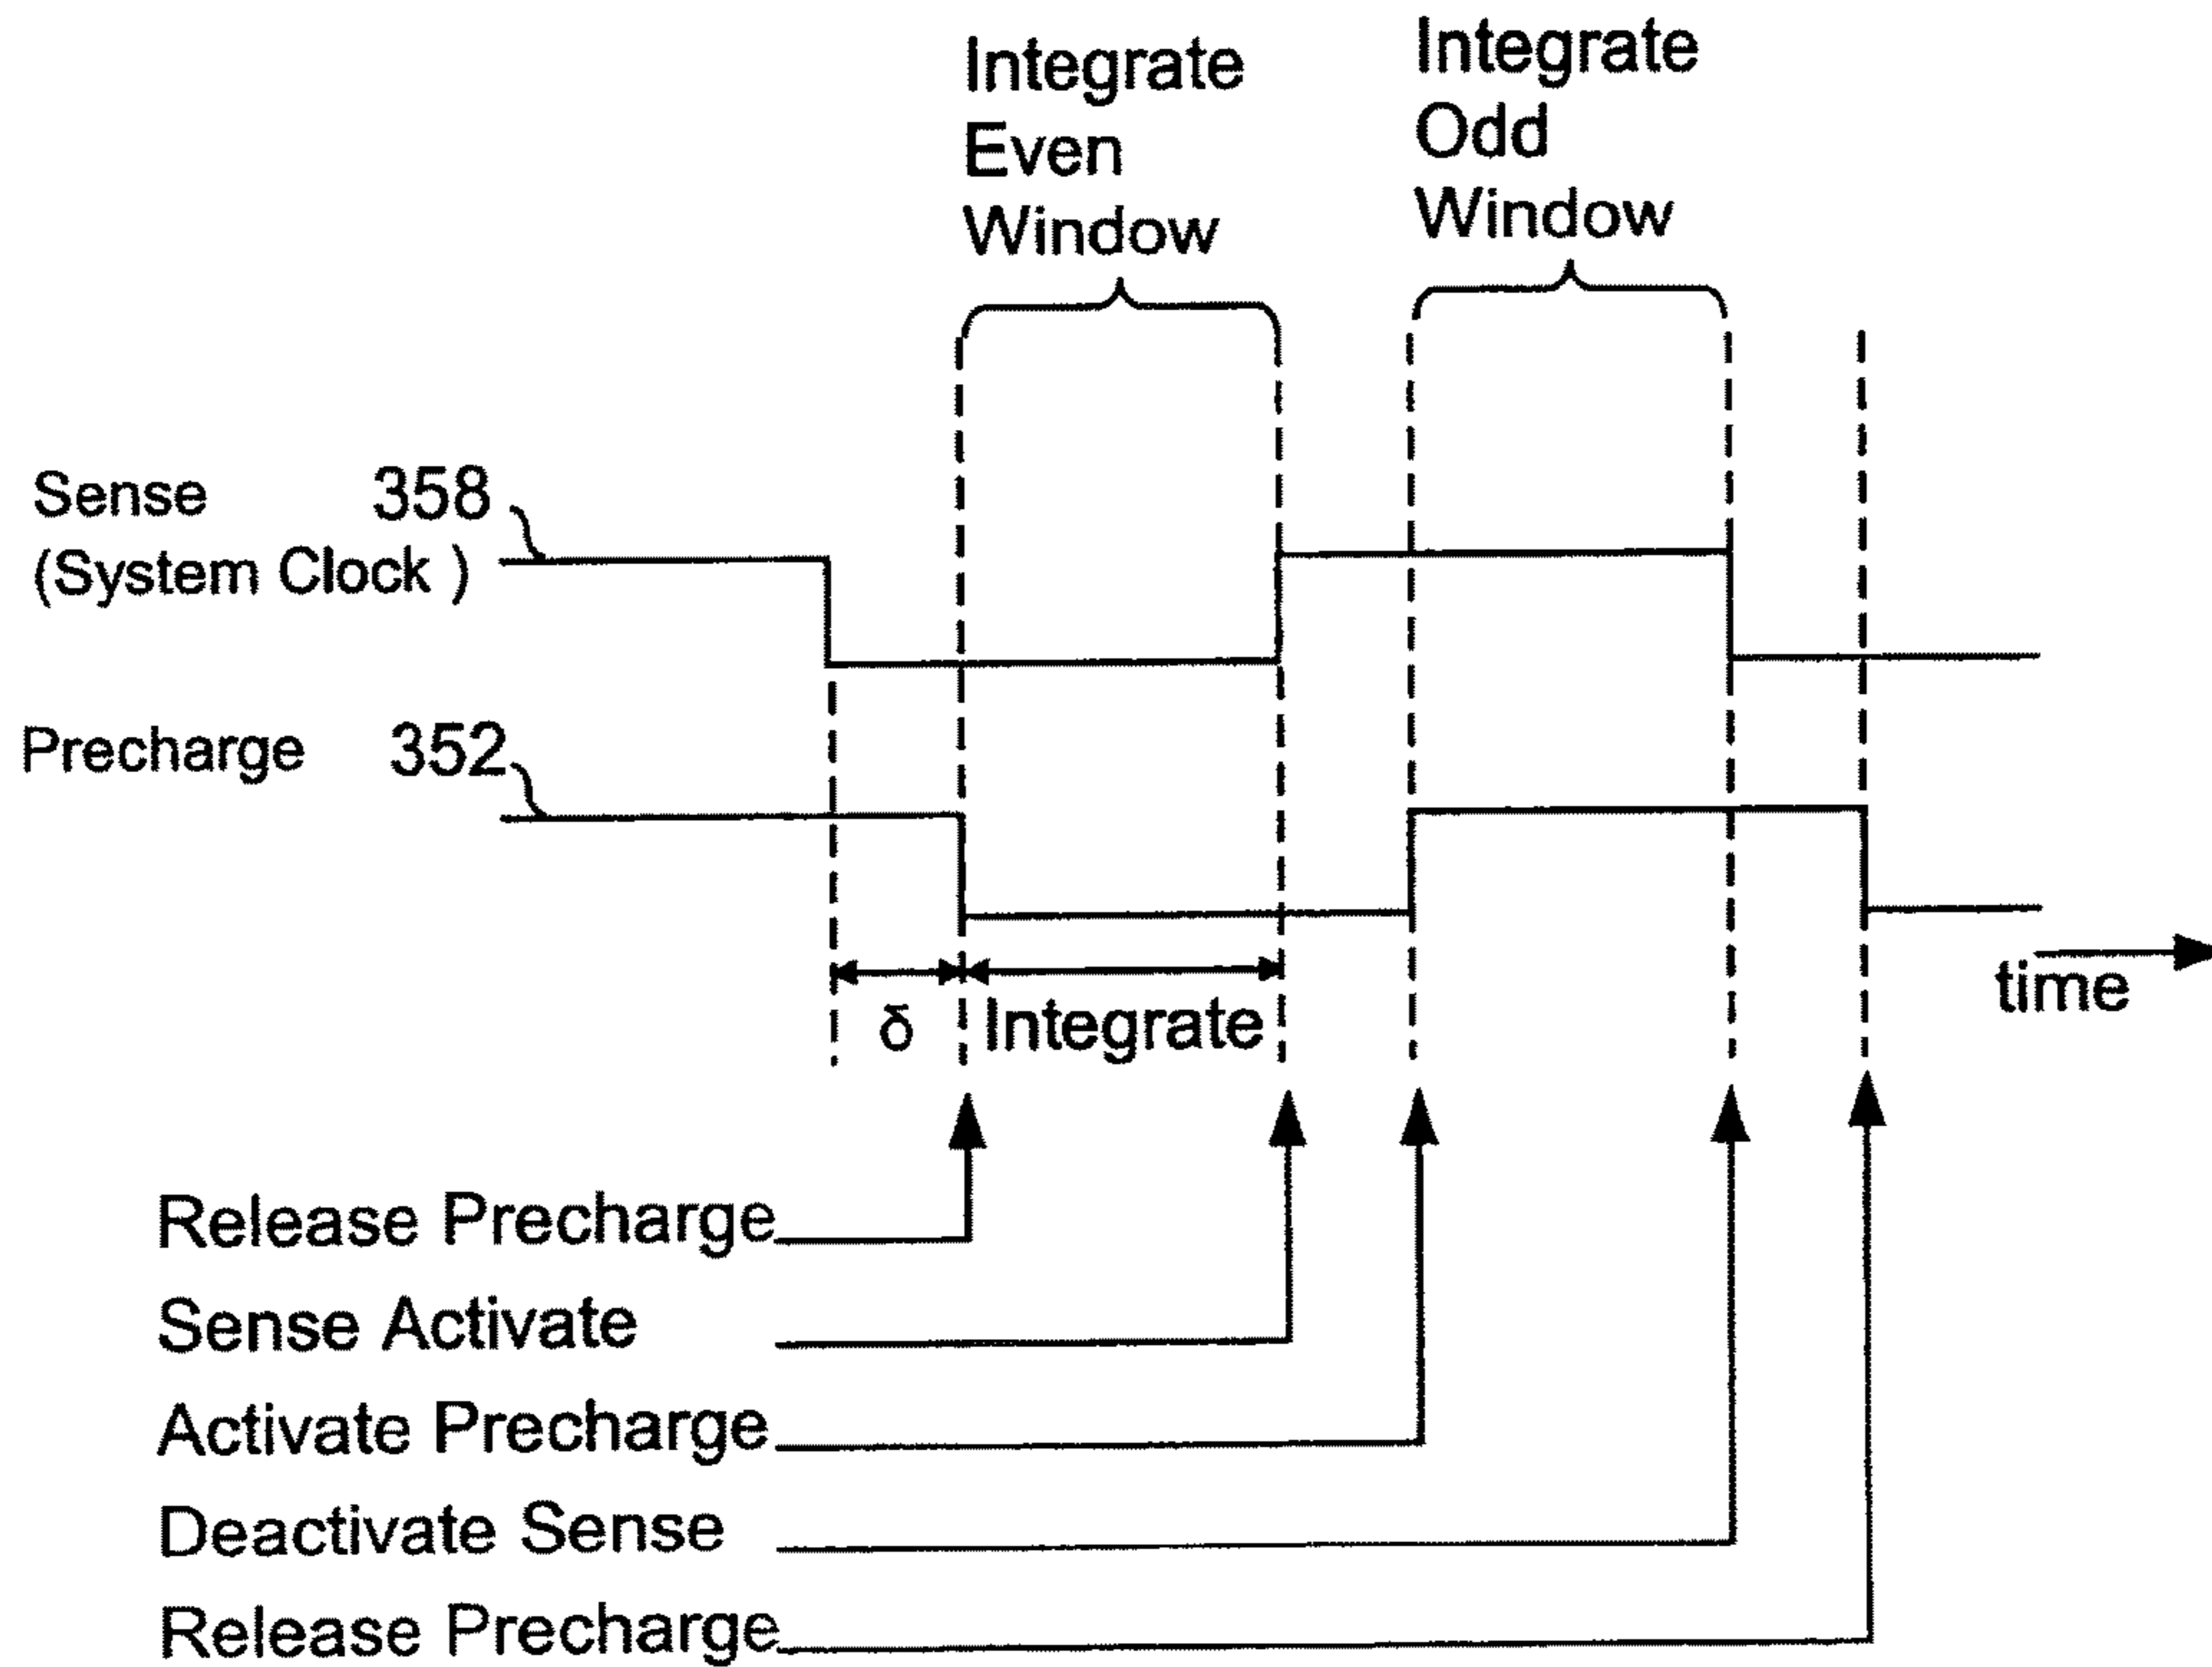 Integrate
Even
Window
Integrate
Odd
Window
Sense 358
(System Clock )
Precharge 352
δ Integrate
time
Release Precharge
Sense Activate
Activate Precharge
Deactivate Sense
Release Precharge